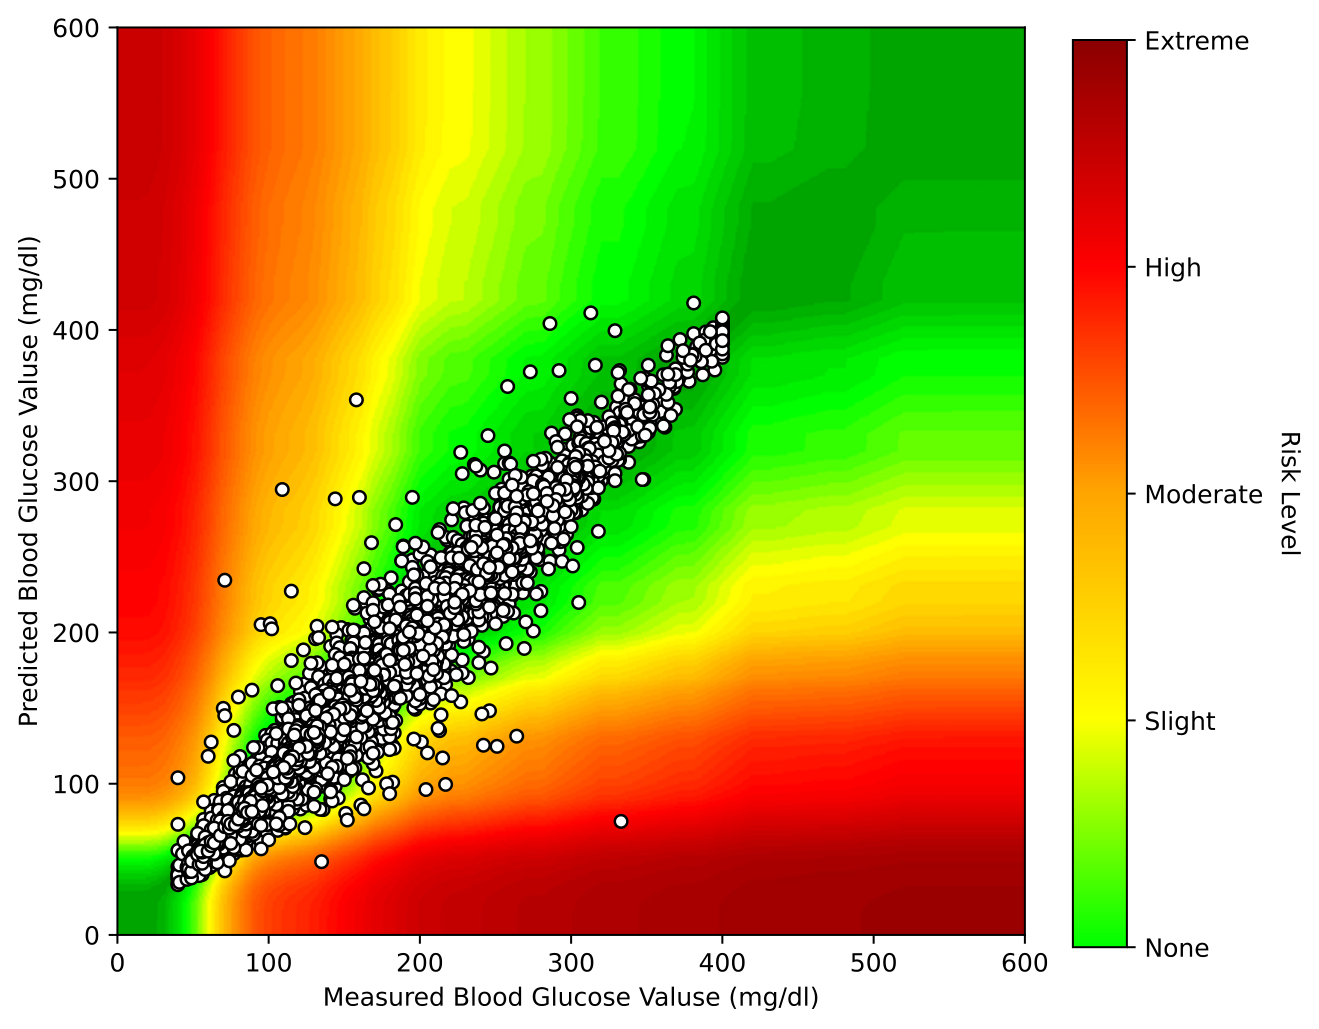 600
500
400
300
200
100
0
Predicted Blood Glucose Valuse (mg/dl)
0 100 200 300 400 500 600
Measured Blood Glucose Valuse (mg/dl)
Extreme
High
Moderate
Slight
None
Risk Level